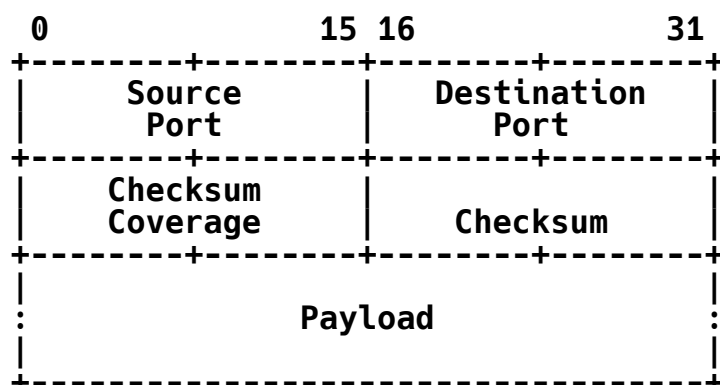 0 15 16 31
+--------+--------+--------+--------+
| Source | Destination |
| Port | Port |
+--------+--------+--------+--------+
| Checksum | |
| Coverage | Checksum |
+--------+--------+--------+--------+
| |
: Payload :
| |
+-----------------------------------+